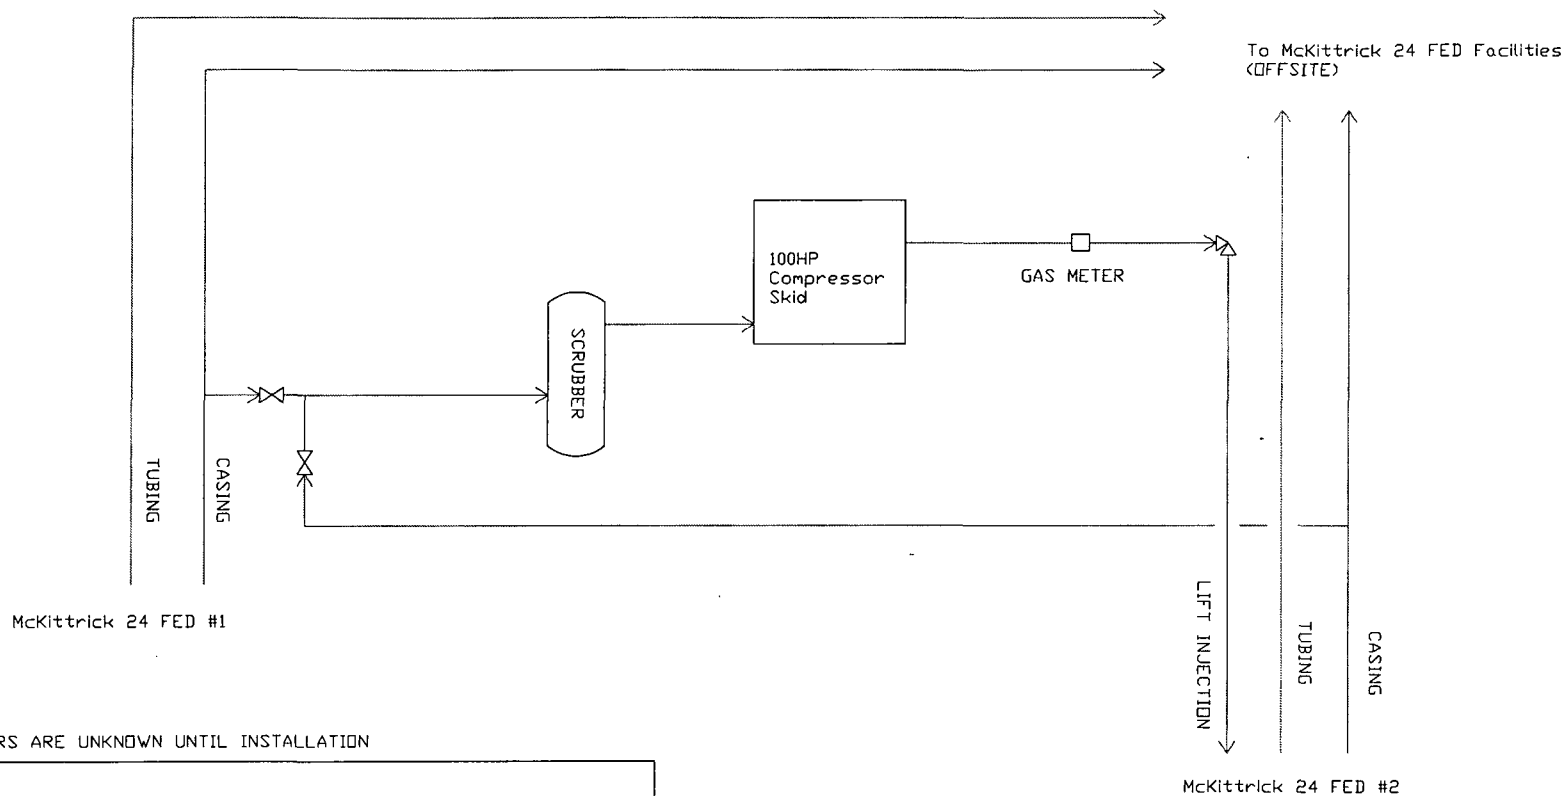 To McKittrick 24 FED Facilities
(OFFSITE)
100HP
Compressor
Skid
GAS METER
SCRUBBER
TUBING
CASING
McKittrick 24 FED #1
LIFT INJECTION
TUBING
CASING
RS ARE UNKNOWN UNTIL INSTALLATION
McKittrick 24 FED #2